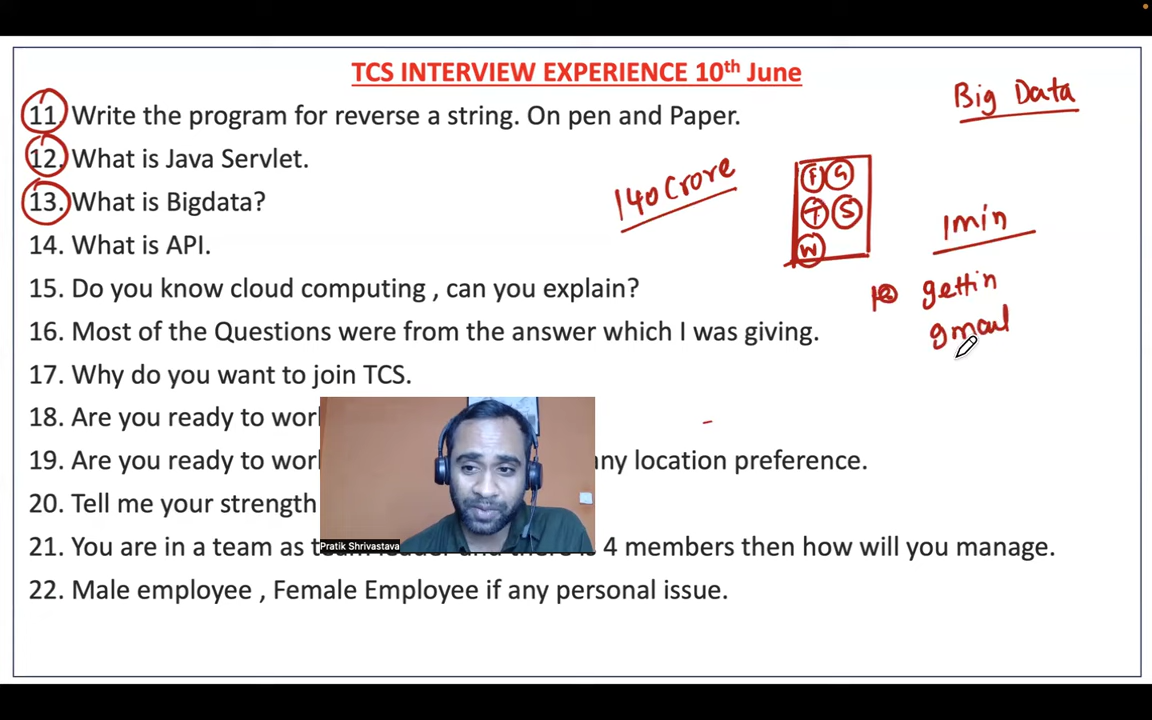 TCS INTERVIEW EXPERIENCE 10th June
Big Data
11. Write the program for reverse a string. On pen and Paper.
12. What is Java Servlet.
140 Crore
F G
13. What is Bigdata?
T S
1min
14. What is API.
W
15. Do you know cloud computing , can you explain?
gettin
16. Most of the Questions were from the answer which I was giving.
gmail
17. Why do you want to join TCS.
18. Are you ready to work
19. Are you ready to work any location preference.
20. Tell me your strength
Pratik Shrivastava
21. You are in a team as 4 members then how will you manage.
22. Male employee , Female Employee if any personal issue.